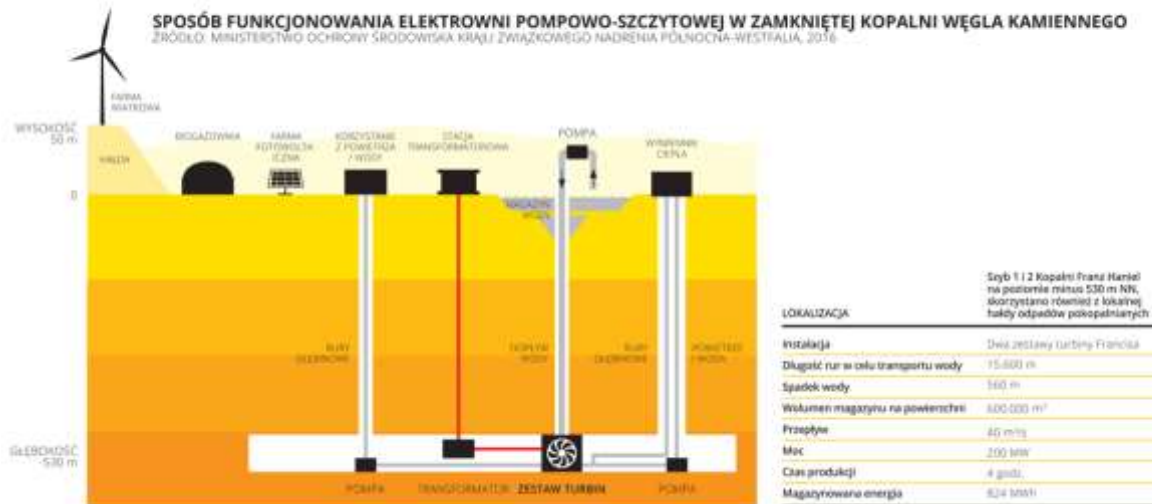 SPOSÓB FUNKCJONOWANIA ELEKTROWNI POMPOWO-SZCZYTOWEJ W ZAMKNIĘTEJ KOPALNI WĘGLA KAMIENNEGO
ŹRÓDŁO: MINISTERSTWO OCHRONY ŚRODOWISKA KRAJU ZWIĄZKOWEGO NADRENIA PÓŁNOCNA-WESTFALIA, 2016
FARMA
WIATROWA
WYSOKOŚĆ
50 m
HAŁDA
BIOGAZOWNIA
FARMA
FOTOWOLTA
ICZNA
KORZYSTANIE
Z POWIETRZA
/ WODY
STACJA
TRANSFORMATOROWA
POMPA
WYMIENNIK
CIEPŁA
0
MAGAZYN
WODY
RURY
GŁĘBINOWE
DOPŁYW
WODY
RURY
GŁĘBINOWE
POWIETRZE
/ WODA
GŁĘBOKOŚĆ
-530 m
POMPA
TRANSFORMATOR
ZESTAW TURBIN
POMPA
LOKALIZACJA
Szyb 1 i 2 Kopalni Franz Haniel
na poziomie minus 530 m NN,
skorzystano również z lokalnej
hałdy odpadów pokopalnianych
Instalacja
Dwa zestawy turbiny Francisa
Długość rur w celu transportu wody
15.600 m
Spadek wody
560 m
Wolumen magazynu na powierzchni
600.000 m³
Przepływ
40 m³/s
Moc
200 MW
Czas produkcji
4 godz.
Magazynowana energia
824 MWh